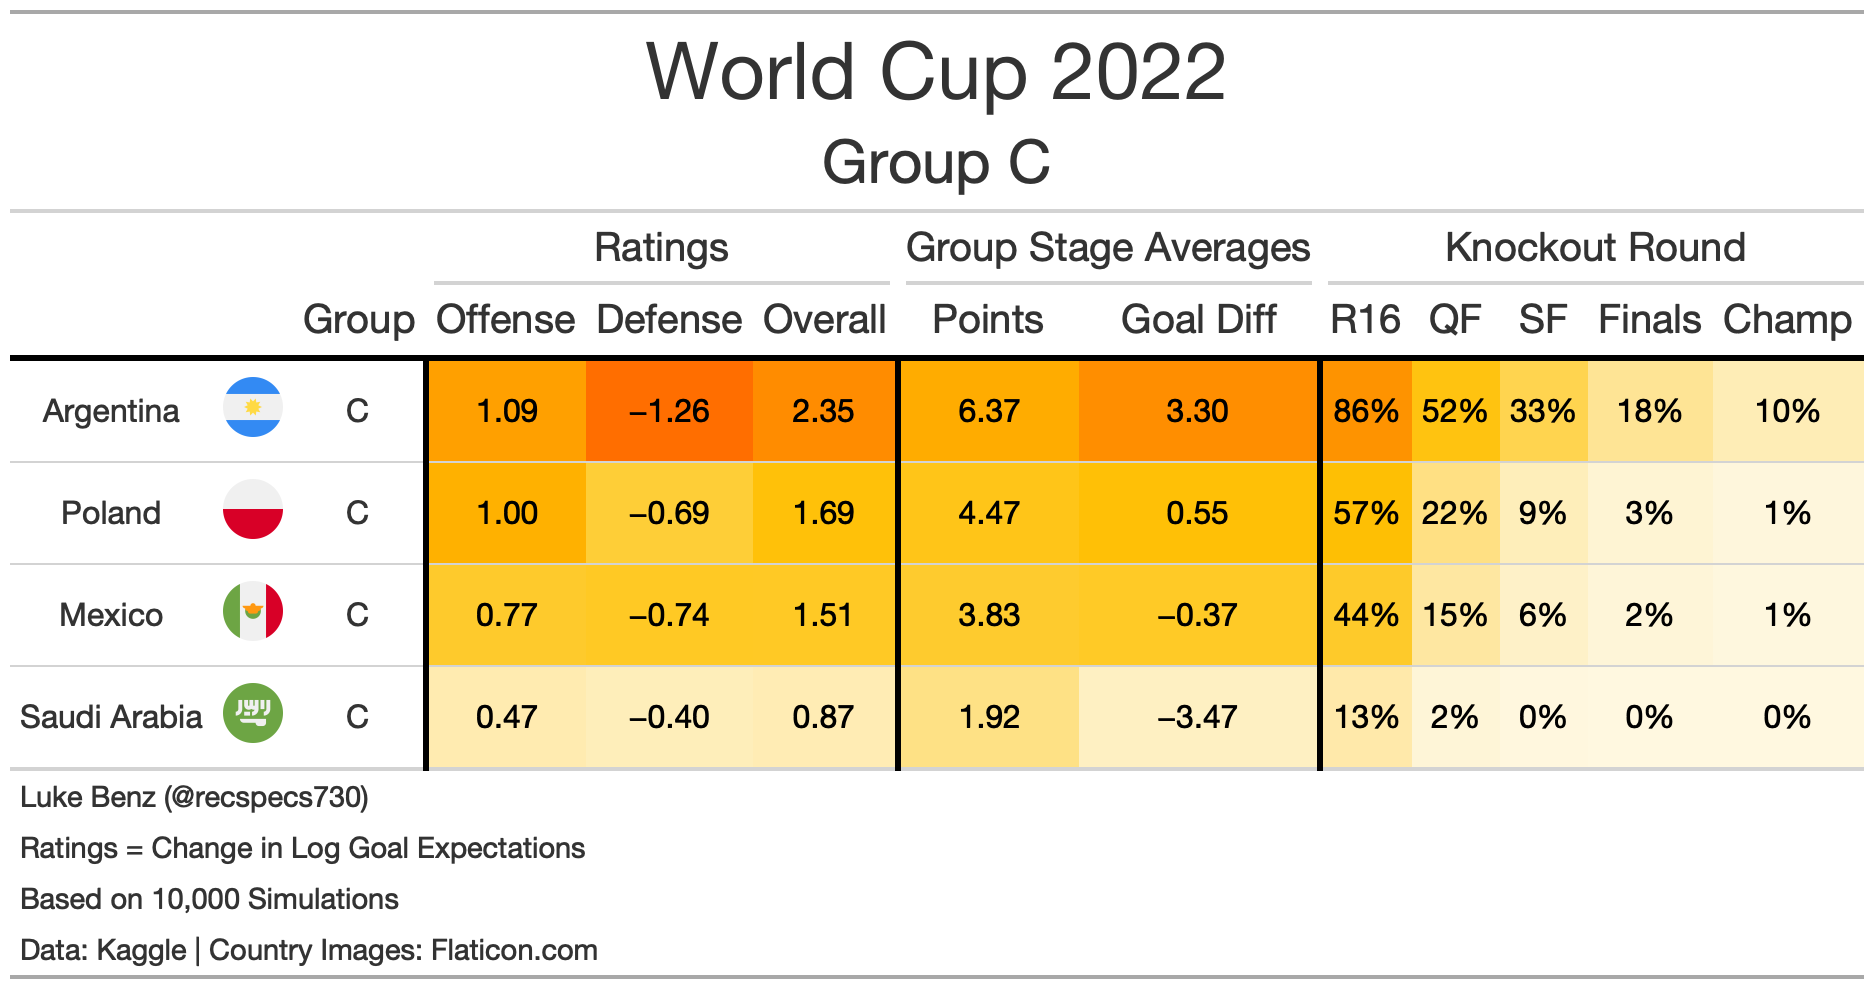 World Cup 2022
Group C
Ratings Group Stage Averages Knockout Round
Group Offense Defense Overall Points Goal Diff R16 QF SF Finals Champ
Argentina C 1.09 −1.26 2.35 6.37 3.30 86% 52% 33% 18% 10%
Poland C 1.00 −0.69 1.69 4.47 0.55 57% 22% 9% 3% 1%
Mexico C 0.77 −0.74 1.51 3.83 −0.37 44% 15% 6% 2% 1%
Saudi Arabia C 0.47 −0.40 0.87 1.92 −3.47 13% 2% 0% 0% 0%
Luke Benz (@recspecs730)
Ratings = Change in Log Goal Expectations
Based on 10,000 Simulations
Data: Kaggle | Country Images: Flaticon.com